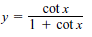 y = cot x / 1 + cot x